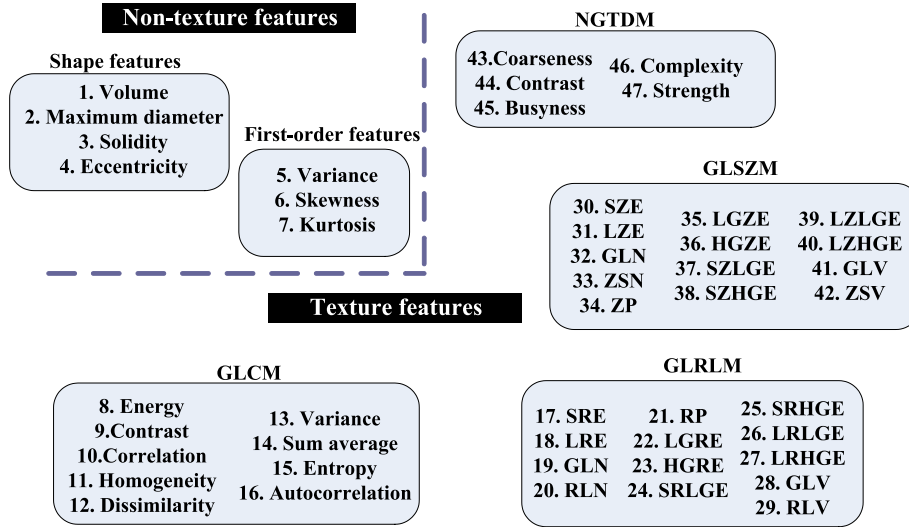 Non-texture features
Shape features
1. Volume
2. Maximum diameter
3. Solidity
4. Eccentricity
First-order features
5. Variance
6. Skewness
7. Kurtosis
NGTDM
43.Coarseness
44. Contrast
45. Busyness
46. Complexity
47. Strength
GLSZM
30. SZE
31. LZE
32. GLN
33. ZSN
34. ZP
35. LGZE
36. HGZE
37. SZLGE
38. SZHGE
39. LZLGE
40. LZHGE
41. GLV
42. ZSV
Texture features
GLCM
8. Energy
9.Contrast
10.Correlation
11. Homogeneity
12. Dissimilarity
13. Variance
14. Sum average
15. Entropy
16. Autocorrelation
GLRLM
17. SRE
18. LRE
19. GLN
20. RLN
21. RP
22. LGRE
23. HGRE
24. SRLGE
25. SRHGE
26. LRLGE
27. LRHGE
28. GLV
29. RLV